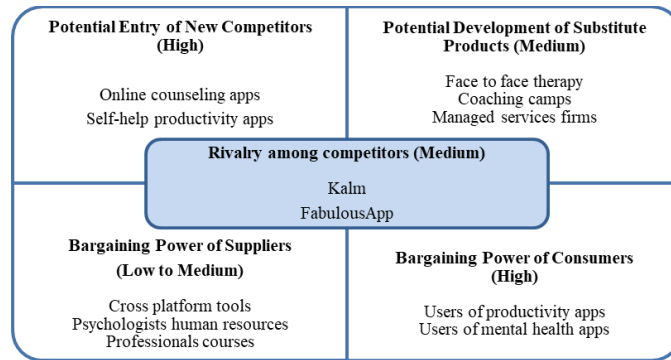 Potential Entry of New Competitors
(High)
Online counseling apps
Self-help productivity apps
Potential Development of Substitute
Products (Medium)
Face to face therapy
Coaching camps
Managed services firms
Rivalry among competitors (Medium)
Kalm
FabulousApp
Bargaining Power of Suppliers
(Low to Medium)
Cross platform tools
Psychologists human resources
Professionals courses
Bargaining Power of Consumers
(High)
Users of productivity apps
Users of mental health apps